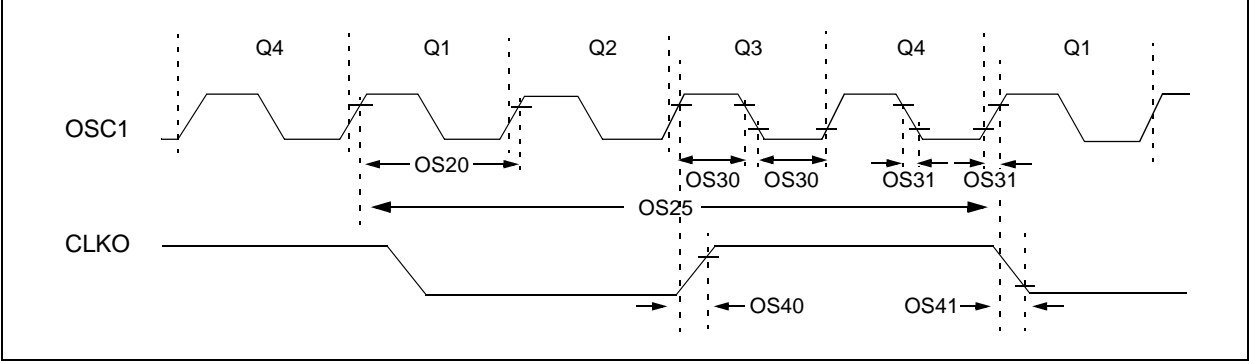 Q4 Q1 Q2 Q3 Q4 Q1
OSC1
OS20
OS30 OS30 OS31 OS31
OS25
CLKO
OS40 OS41